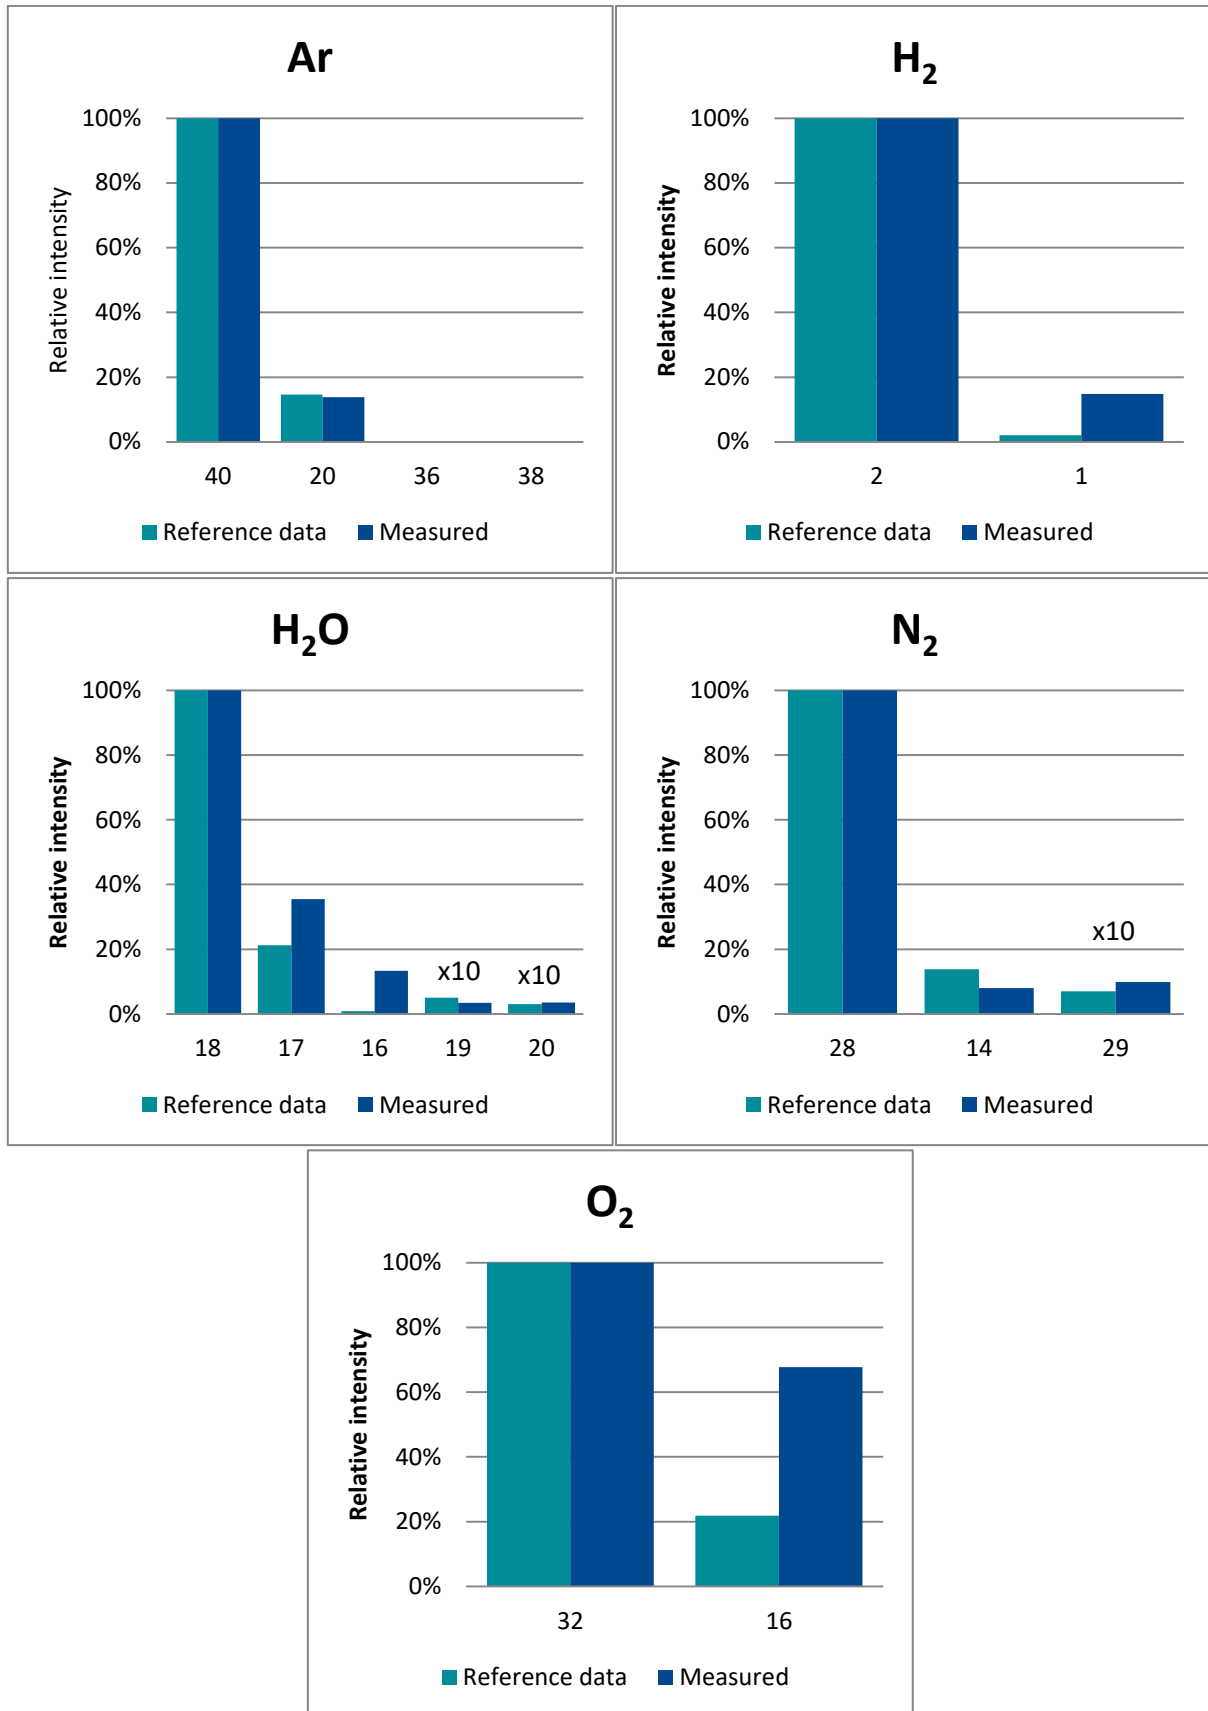 Ar
Relative intensity
100%
80%
60%
40%
20%
0%
40 20 36 38
Reference data Measured
H₂
Relative intensity
100%
80%
60%
40%
20%
0%
2 1
Reference data Measured
H₂O
Relative intensity
100%
80%
60%
40%
20%
0%
x10 x10
18 17 16 19 20
Reference data Measured
N₂
Relative intensity
100%
80%
60%
40%
20%
0%
x10
28 14 29
Reference data Measured
O₂
Relative intensity
100%
80%
60%
40%
20%
0%
32 16
Reference data Measured